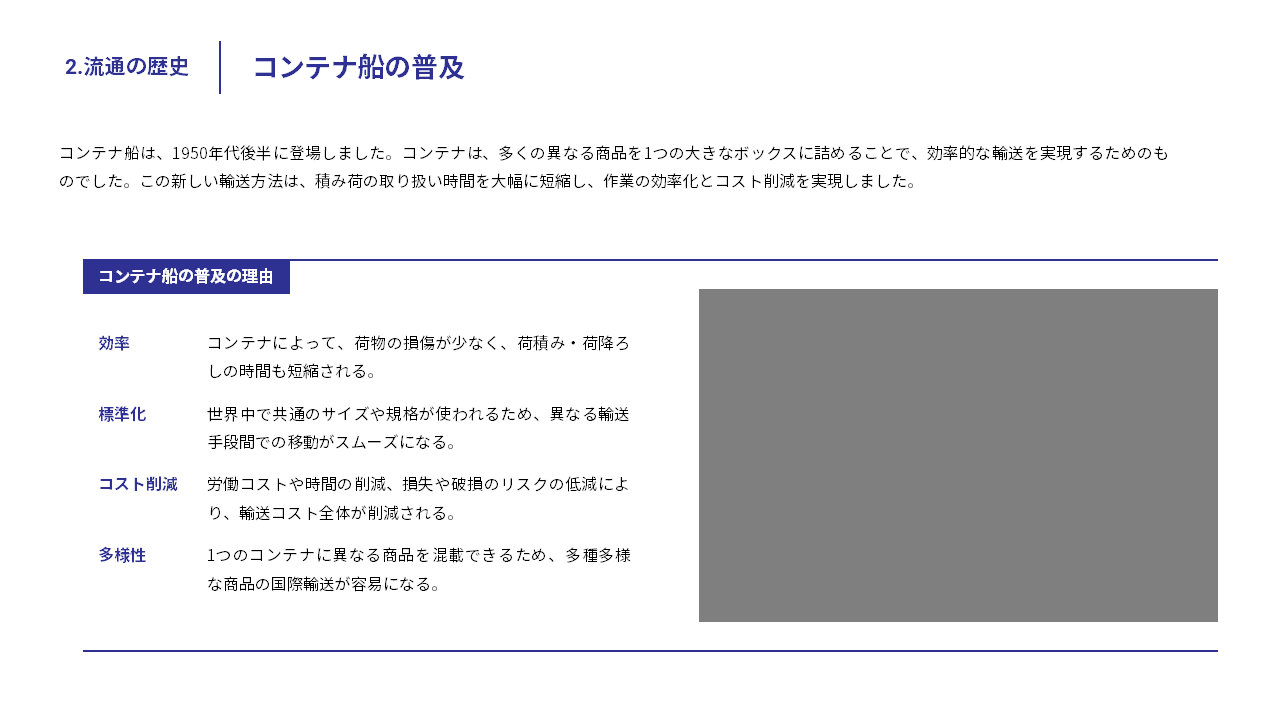 2.流通の歴史
コンテナ船の普及
コンテナ船は、1950年代後半に登場しました。コンテナは、多くの異なる商品を1つの大きなボックスに詰めることで、効率的な輸送を実現するためのも
のでした。この新しい輸送方法は、積み荷の取り扱い時間を大幅に短縮し、作業の効率化とコスト削減を実現しました。
コンテナ船の普及の理由
効率
コンテナによって、荷物の損傷が少なく、荷積み・荷降ろ
しの時間も短縮される。
標準化
世界中で共通のサイズや規格が使われるため、異なる輸送
手段間での移動がスムーズになる。
コスト削減
労働コストや時間の削減、損失や破損のリスクの低減によ
り、輸送コスト全体が削減される。
多様性
1つのコンテナに異なる商品を混載できるため、多種多様
な商品の国際輸送が容易になる。